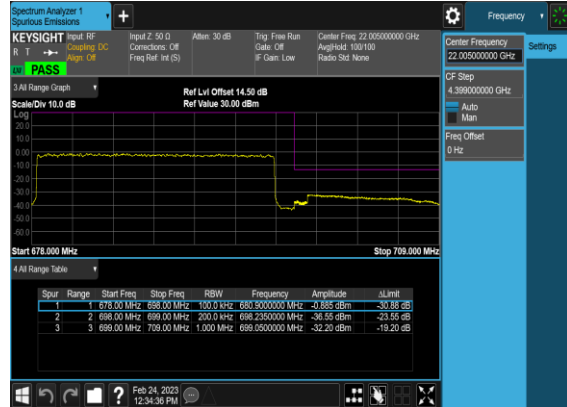 Spectrum Analyzer 1
Spurious Emissions
Frequency
KEYSIGHT
R T
PASS
Input: RF
Coupling: DC
Align: Off
Input Z: 50 Ω
Corrections: Off
Freq Ref: Int (S)
Atten: 30 dB
Trig: Free Run
Gate: Off
IF Gain: Low
Center Freq: 22.005000000 GHz
Avg|Hold: 100/100
Radio Std: None
Center Frequency
22.005000000 GHz
Settings
CF Step
4.399000000 GHz
Auto
Man
Freq Offset
0 Hz
3 All Range Graph
Ref Lvl Offset 14.50 dB
Scale/Div 10.0 dB
Ref Value 30.00 dBm
Log
20.0
10.0
0.00
-10.0
-20.0
-30.0
-40.0
-50.0
-60.0
Start 678.000 MHz
Stop 709.000 MHz
4 All Range Table
Spur Range Start Freq Stop Freq RBW Frequency Amplitude ΔLimit
1 1 678.00 MHz 698.00 MHz 100.0 kHz 680.9000000 MHz -0.885 dBm -30.88 dB
2 2 698.00 MHz 699.00 MHz 200.0 kHz 698.2350000 MHz -36.55 dBm -23.55 dB
3 3 699.00 MHz 709.00 MHz 1.000 MHz 699.0500000 MHz -32.20 dBm -19.20 dB
?
Feb 24, 2023
12:34:36 PM